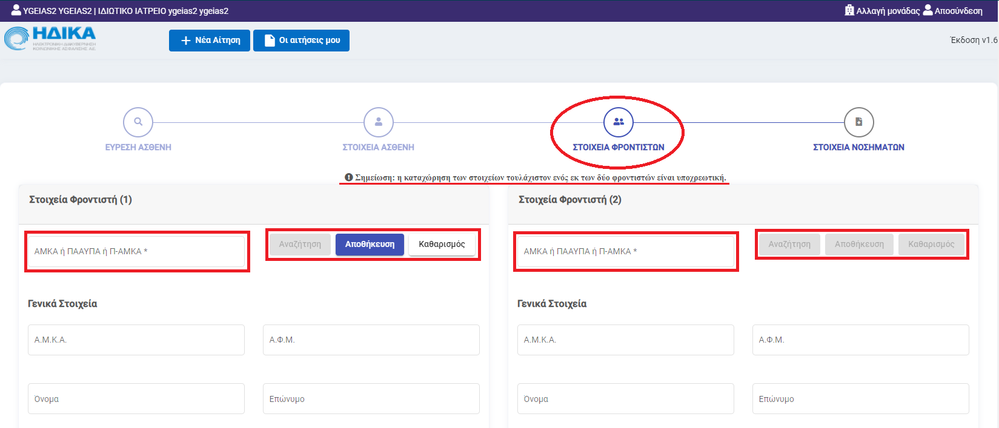 YGEIAS2 YGEIAS2 | ΙΔΙΩΤΙΚΟ ΙΑΤΡΕΙΟ ygeias2 ygeias2
Αλλαγή μονάδας Αποσύνδεση
ΗΔΙΚΑ
ΗΛΕΚΤΡΟΝΙΚΗ ΔΙΑΚΥΒΕΡΝΗΣΗ
ΚΟΙΝΩΝΙΚΗΣ ΑΣΦΑΛΙΣΗΣ Α.Ε.
Νέα Αίτηση
Οι αιτήσεις μου
Έκδοση v1.6
ΕΥΡΕΣΗ ΑΣΘΕΝΗ
ΣΤΟΙΧΕΙΑ ΑΣΘΕΝΗ
ΣΤΟΙΧΕΙΑ ΦΡΟΝΤΙΣΤΩΝ
ΣΤΟΙΧΕΙΑ ΝΟΣΗΜΑΤΩΝ
Σημείωση: η καταχώρηση των στοιχείων τουλάχιστον ενός εκ των δύο φροντιστών είναι υποχρεωτική.
Στοιχεία Φροντιστή (1)
ΑΜΚΑ ή ΠΑΑΥΠΑ ή Π-ΑΜΚΑ *
Αναζήτηση
Αποθήκευση
Καθαρισμός
Γενικά Στοιχεία
Α.Μ.Κ.Α.
Α.Φ.Μ.
Όνομα
Επώνυμο
Στοιχεία Φροντιστή (2)
ΑΜΚΑ ή ΠΑΑΥΠΑ ή Π-ΑΜΚΑ *
Αναζήτηση
Αποθήκευση
Καθαρισμός
Γενικά Στοιχεία
Α.Μ.Κ.Α.
Α.Φ.Μ.
Όνομα
Επώνυμο